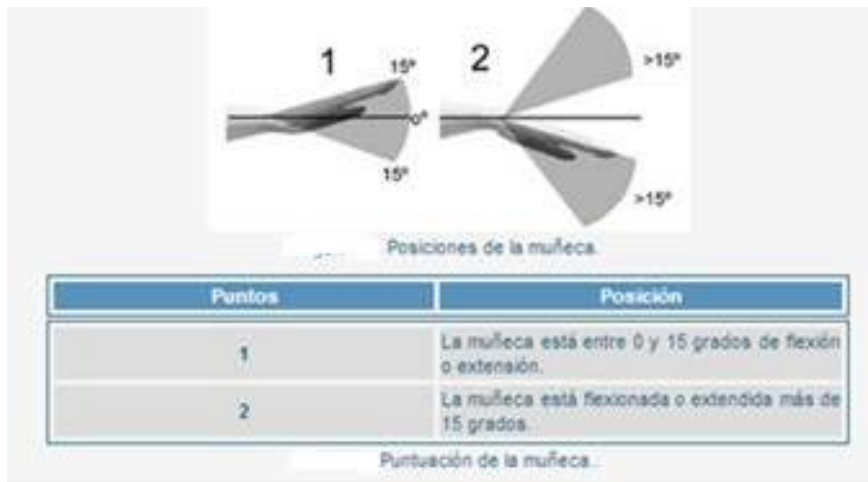 1
15º
0º
15º
2
>15º
>15º
Posiciones de la muñeca
Puntos
Posición
1
La muñeca está entre 0 y 15 grados de flexión
o extensión.
2
La muñeca está flexionada o extendida más de
15 grados.
Puntuación de la muñeca.